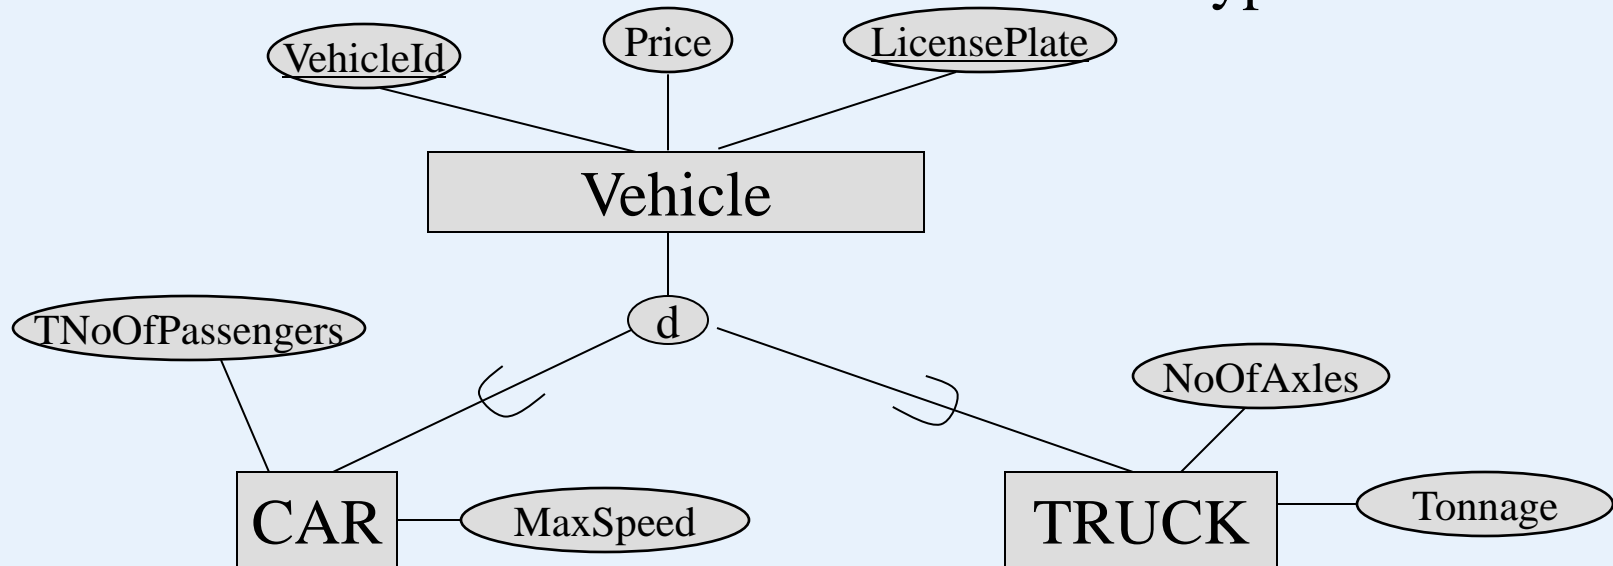 VehicleId
Price
LicensePlate
Vehicle
d
TNoOfPassengers
NoOfAxles
CAR
MaxSpeed
TRUCK
Tonnage